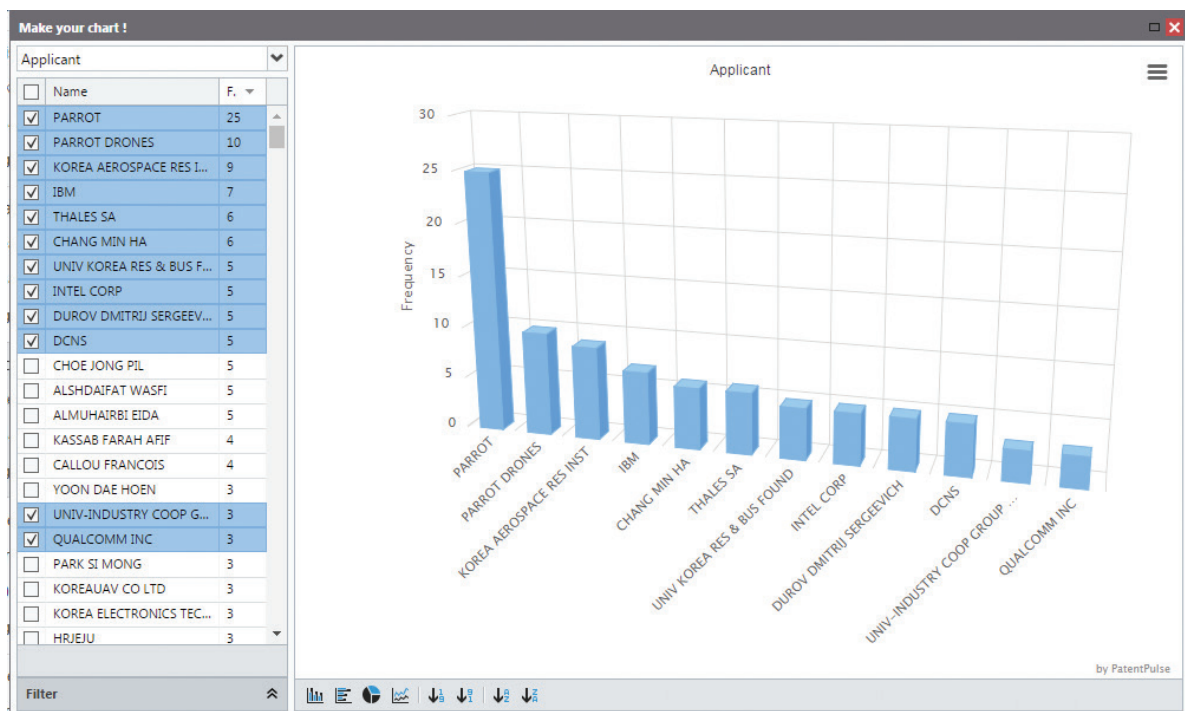 Make your chart !
Applicant
Name F.
PARROT 25
PARROT DRONES 10
KOREA AEROSPACE RES I... 9
IBM 7
THALES SA 6
CHANG MIN HA 6
UNIV KOREA RES & BUS F... 5
INTEL CORP 5
DUROV DMITRIJ SERGEEV... 5
DCNS 5
CHOE JONG PIL 5
ALSHDAIFAT WASFI 5
ALMUHAIRBI EIDA 5
KASSAB FARAH AFIF 4
CALLOU FRANCOIS 4
YOON DAE HOEN 3
UNIV-INDUSTRY COOP G... 3
QUALCOMM INC 3
PARK SI MONG 3
KOREAUAV CO LTD 3
KOREA ELECTRONICS TEC... 3
HRJEJU 3
Filter
Applicant
Frequency
30
25
20
15
10
5
0
PARROT
PARROT DRONES
KOREA AEROSPACE RES INST
IBM
CHANG MIN HA
THALES SA
UNIV KOREA RES & BUS FOUND
INTEL CORP
DUROV DMITRIJ SERGEEVICH
DCNS
UNIV-INDUSTRY COOP GROUP ...
QUALCOMM INC
by PatentPulse